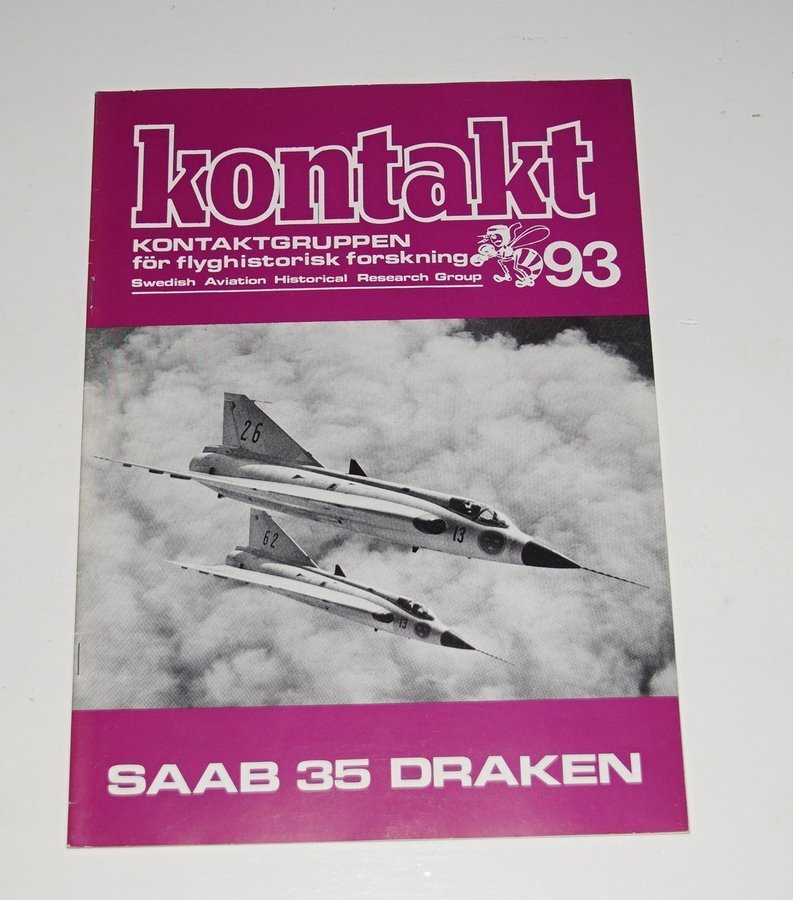 kontakt
KONTAKTGRUPPEN
för flyghistorisk forskning
Swedish Aviation Historical Research Group
93
26
13
62
13
SAAB 35 DRAKEN